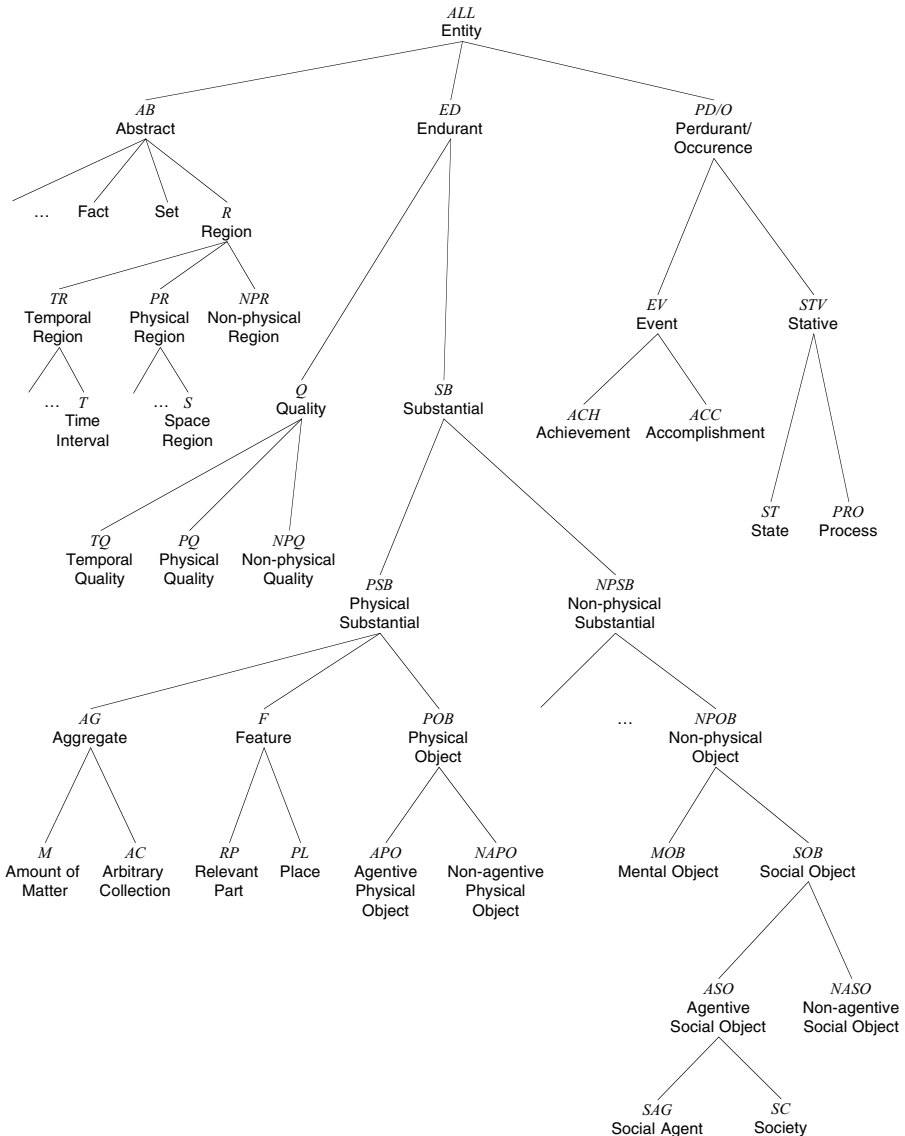 ALL
Entity
AB
Abstract
ED
Endurant
PD/O
Perdurant/
Occurence
...
Fact
Set
R
Region
TR
Temporal
Region
PR
Physical
Region
NPR
Non-physical
Region
EV
Event
STV
Stative
... T
Time
Interval
... S
Space
Region
Q
Quality
SB
Substantial
ACH
Achievement
ACC
Accomplishment
ST
State
PRO
Process
TQ
Temporal
Quality
PQ
Physical
Quality
NPQ
Non-physical
Quality
PSB
Physical
Substantial
NPSB
Non-physical
Substantial
AG
Aggregate
F
Feature
POB
Physical
Object
...
NPOB
Non-physical
Object
M
Amount of
Matter
AC
Arbitrary
Collection
RP
Relevant
Part
PL
Place
APO
Agentive
Physical
Object
NAPO
Non-agentive
Physical
Object
MOB
Mental Object
SOB
Social Object
ASO
Agentive
Social Object
NASO
Non-agentive
Social Object
SAG
Social Agent
SC
Society